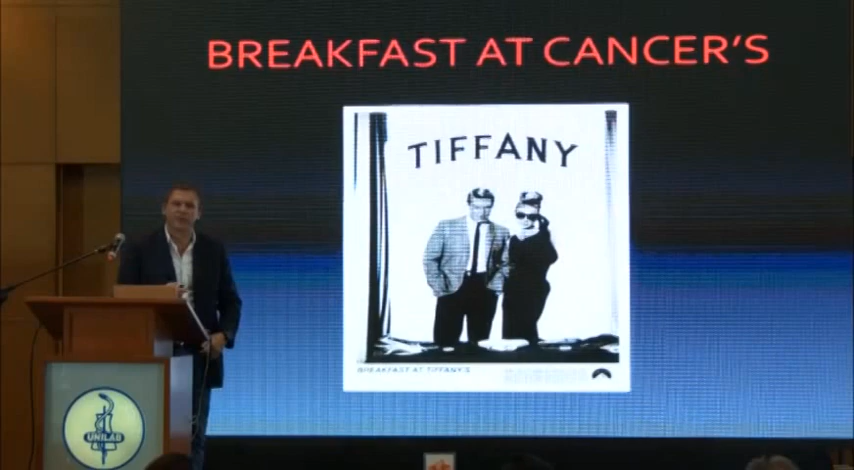 BREAKFAST AT CANCER'S
TIFFANY
BREAKFAST AT TIFFANY'S
UNILAB